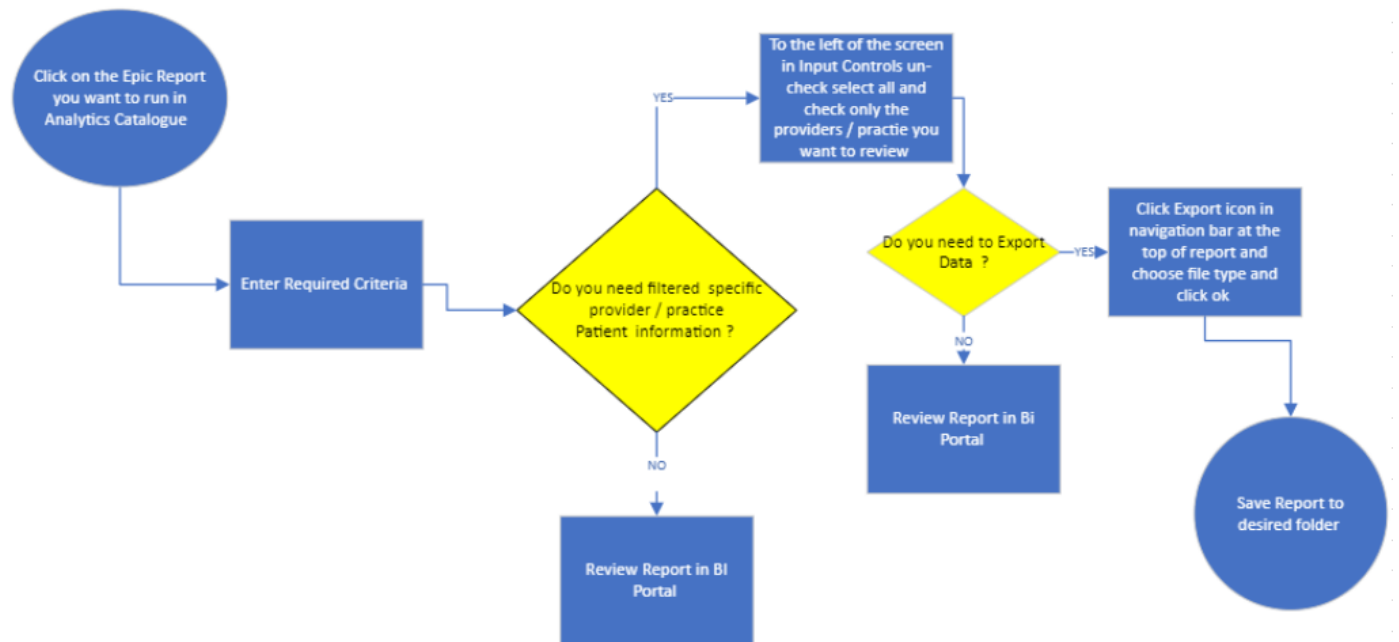 Click on the Epic Report
you want to run in
Analytics Catalogue
Enter Required Criteria
Do you need filtered specific
provider / practice
Patient information ?
YES
To the left of the screen
in Input Controls un-
check select all and
check only the
providers / practie you
want to review
NO
Review Report in BI
Portal
Do you need to Export
Data ?
YES
Click Export icon in
navigation bar at the
top of report and
choose file type and
click ok
NO
Review Report in Bi
Portal
Save Report to
desired folder